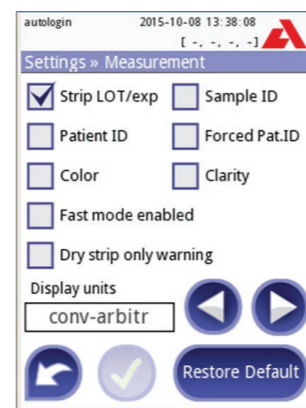 autologin 2015-10-08 13:38:08
[ -, -, -, -]
Settings » Measurement
Strip LOT/exp Sample ID
Patient ID Forced Pat.ID
Color Clarity
Fast mode enabled
Dry strip only warning
Display units
conv-arbitr
Restore Default